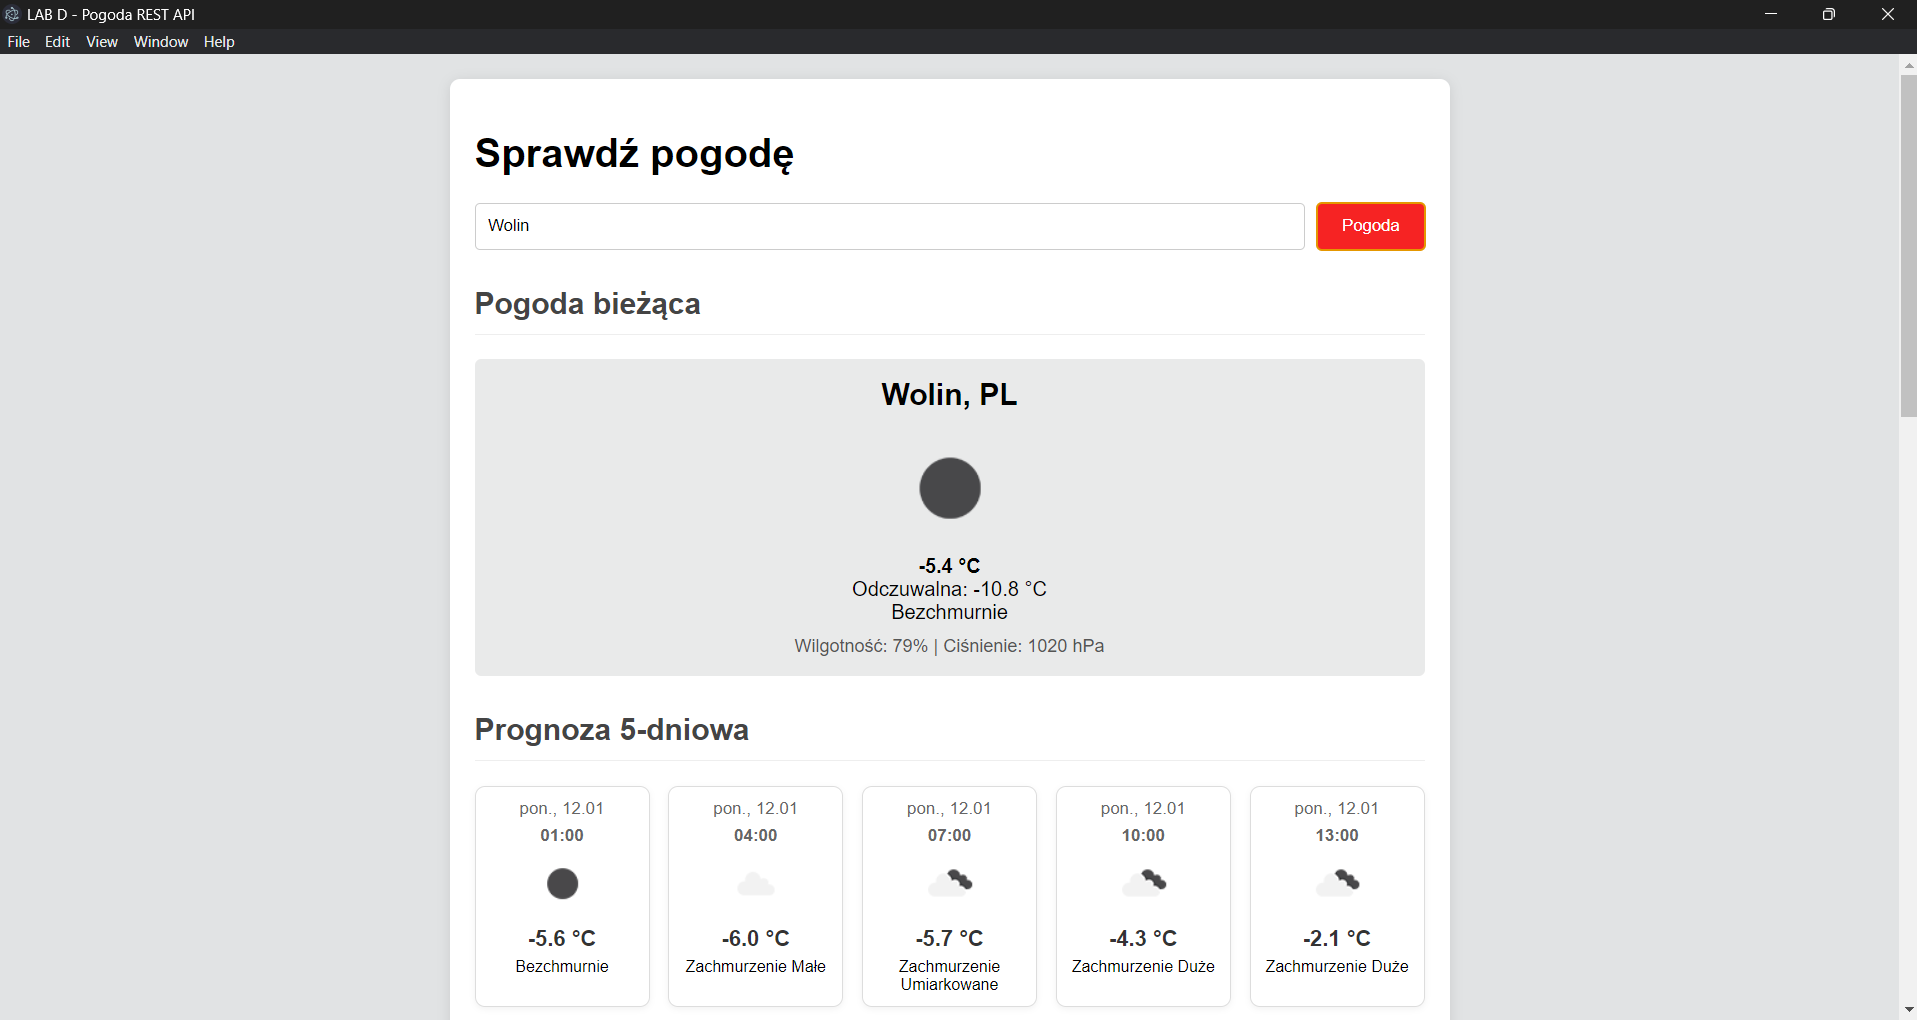 LAB D - Pogoda REST API
File Edit View Window Help
Sprawdź pogodę
Wolin
Pogoda
Pogoda bieżąca
Wolin, PL
-5.4 °C
Odczuwalna: -10.8 °C
Bezchmurnie
Wilgotność: 79% | Ciśnienie: 1020 hPa
Prognoza 5-dniowa
pon., 12.01
01:00
-5.6 °C
Bezchmurnie
pon., 12.01
04:00
-6.0 °C
Zachmurzenie Małe
pon., 12.01
07:00
-5.7 °C
Zachmurzenie
Umiarkowane
pon., 12.01
10:00
-4.3 °C
Zachmurzenie Duże
pon., 12.01
13:00
-2.1 °C
Zachmurzenie Duże